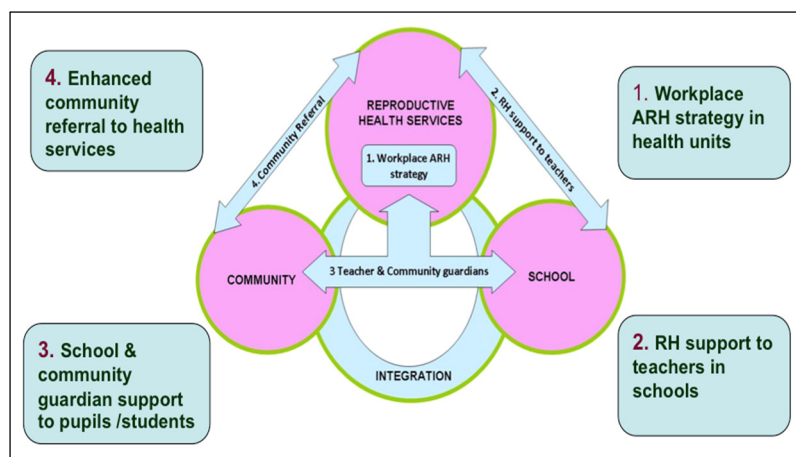 4. Enhanced
community
referral to health
services
REPRODUCTIVE
HEALTH SERVICES
1. Workplace ARH
strategy
4. Community Referral
2. RH support to teachers
1. Workplace
ARH strategy in
health units
COMMUNITY
3 Teacher & Community guardians
SCHOOL
INTEGRATION
3. School &
community
guardian support
to pupils /students
2. RH support to
teachers in
schools